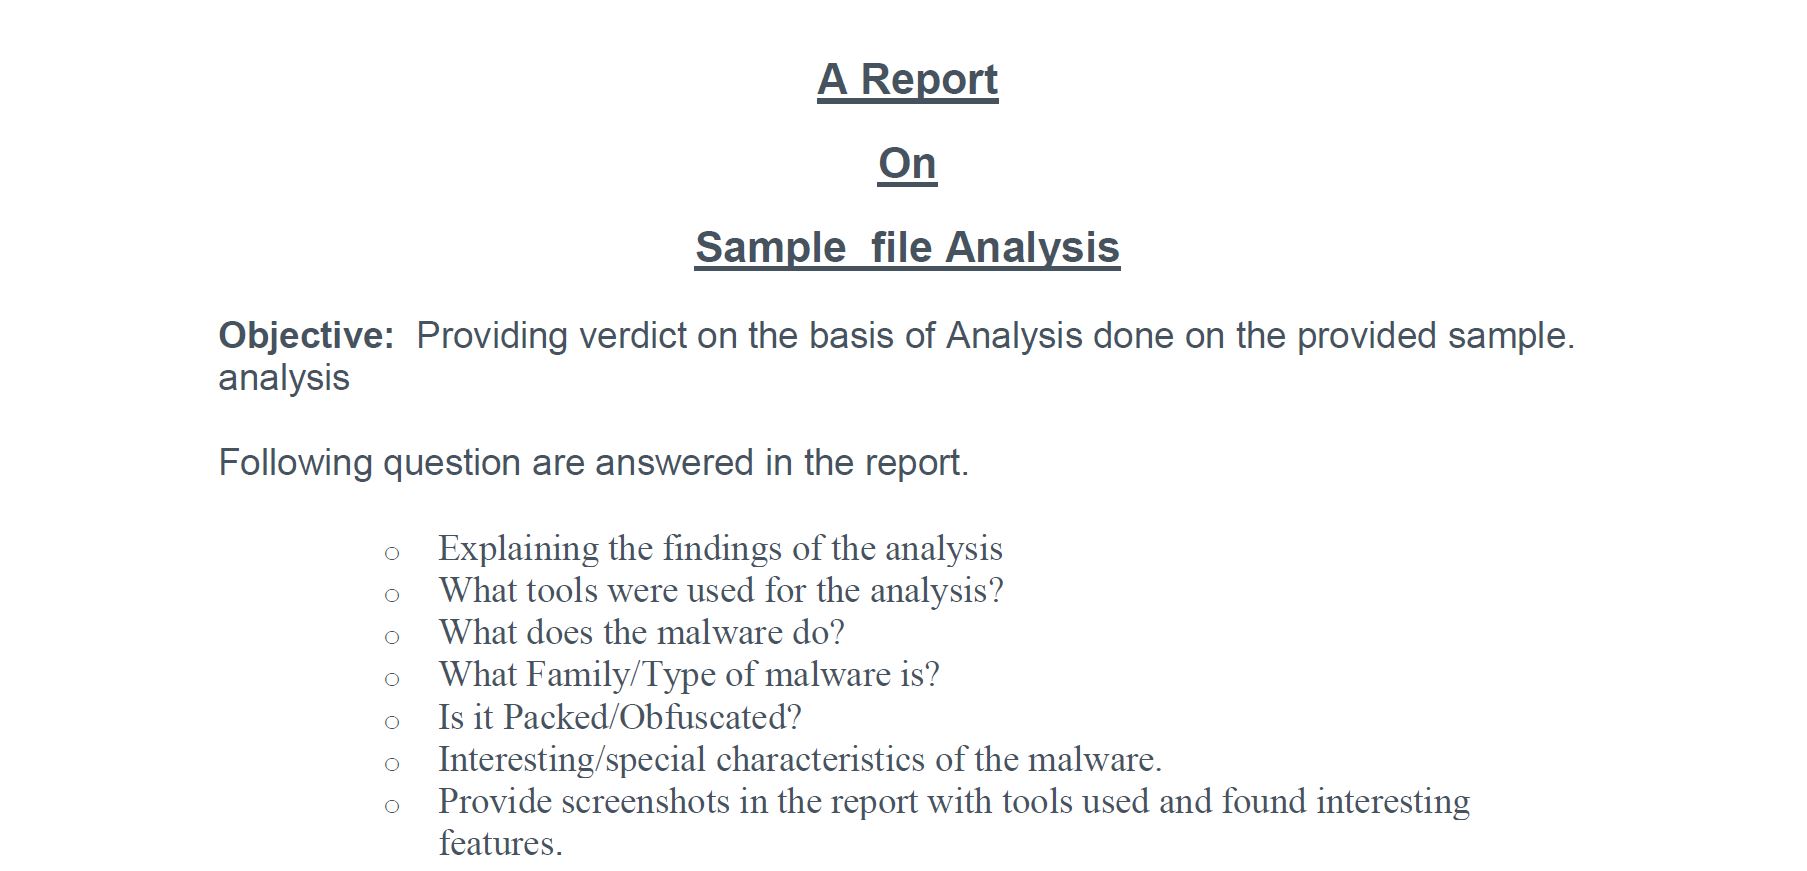 A Report
On
Sample  file Analysis
Objective:  Providing verdict on the basis of Analysis done on the provided sample.
analysis
Following question are answered in the report.
○ Explaining the findings of the analysis
○ What tools were used for the analysis?
○ What does the malware do?
○ What Family/Type of malware is?
○ Is it Packed/Obfuscated?
○ Interesting/special characteristics of the malware.
○ Provide screenshots in the report with tools used and found interesting
features.